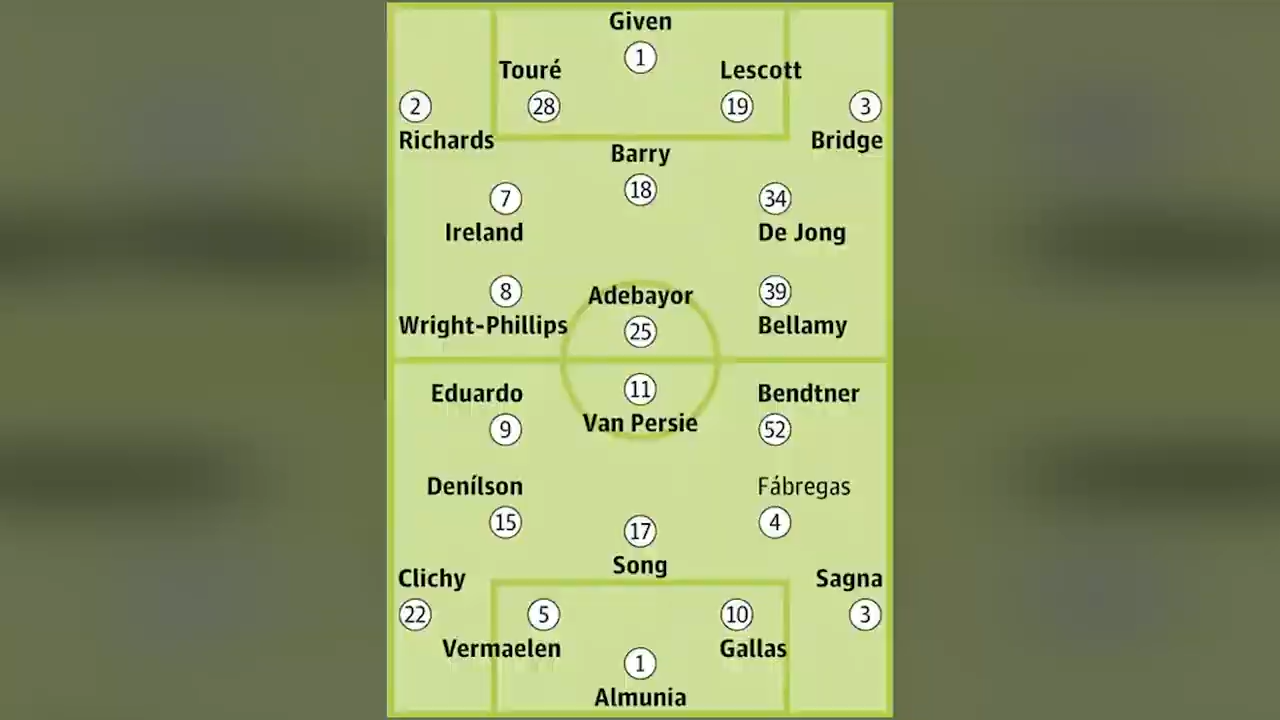 Given
1
Touré
Lescott
2
28
19
3
Richards
Bridge
Barry
7
18
34
Ireland
De Jong
8
Adebayor
39
Wright-Phillips
25
Bellamy
Eduardo
11
Bendtner
9
Van Persie
52
Denílson
Fábregas
15
17
4
Song
Clichy
Sagna
22
5
10
3
Vermaelen
Gallas
1
Almunia